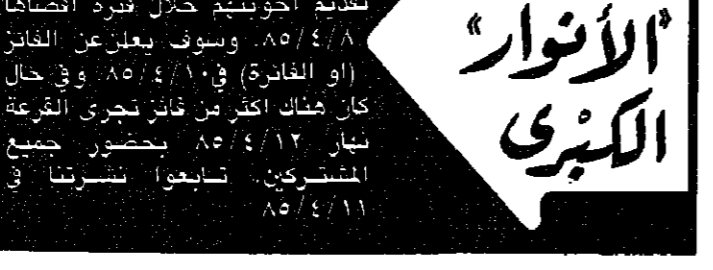 «الأنوار»
الكبرى
تقديم اجوبتهم خلال فترة اقصاها
٨٥/٤/٨. وسوف يعلن عن الفائز
(او الفائزة) في ٨٥/٤/١٠. وفي حال
كان هناك اكثر من فائز تجرى القرعة
نهار ٨٥/٤/١٢ بحضور جميع
المشتركين. تابعوا نشرتنا في
٨٥/٤/١١